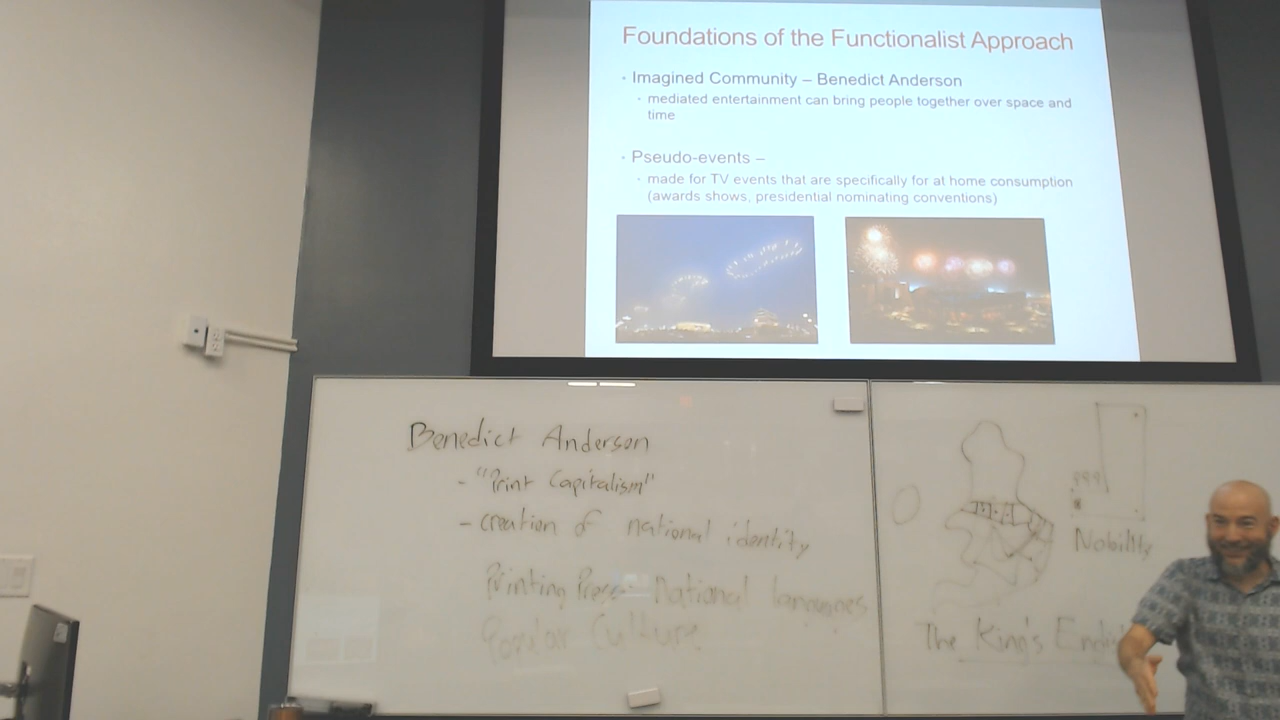 Foundations of the Functionalist Approach
• Imagined Community – Benedict Anderson
• mediated entertainment can bring people together over space and
time
• Pseudo-events –
• made for TV events that are specifically for at home consumption
(awards shows, presidential nominating conventions)
Benedict Anderson
- "Print Capitalism"
- creation of national identity
Printing Press National languages
Popular Culture
Nobility
The King's